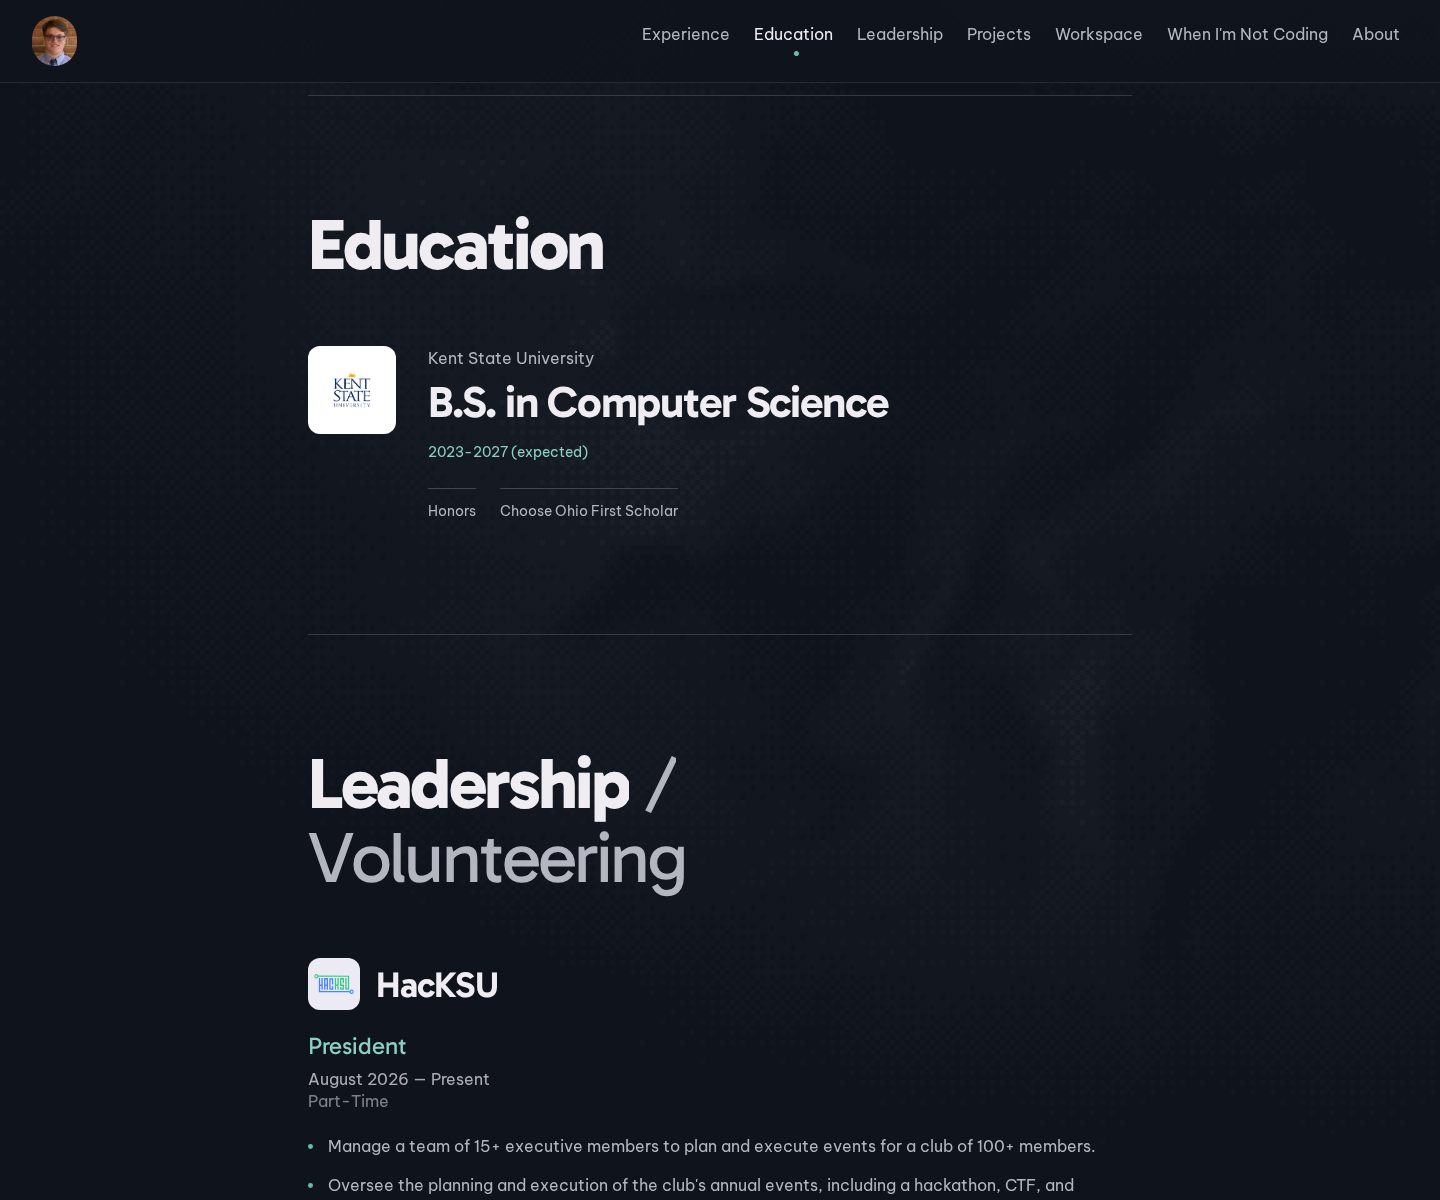 Experience Education Leadership Projects Workspace When I'm Not Coding About
Education
KENT
STATE
UNIVERSITY
Kent State University
B.S. in Computer Science
2023-2027 (expected)
Honors Choose Ohio First Scholar
Leadership /
Volunteering
HACKSU
HacKSU
President
August 2026 — Present
Part-Time
• Manage a team of 15+ executive members to plan and execute events for a club of 100+ members.
• Oversee the planning and execution of the club's annual events, including a hackathon, CTF, and